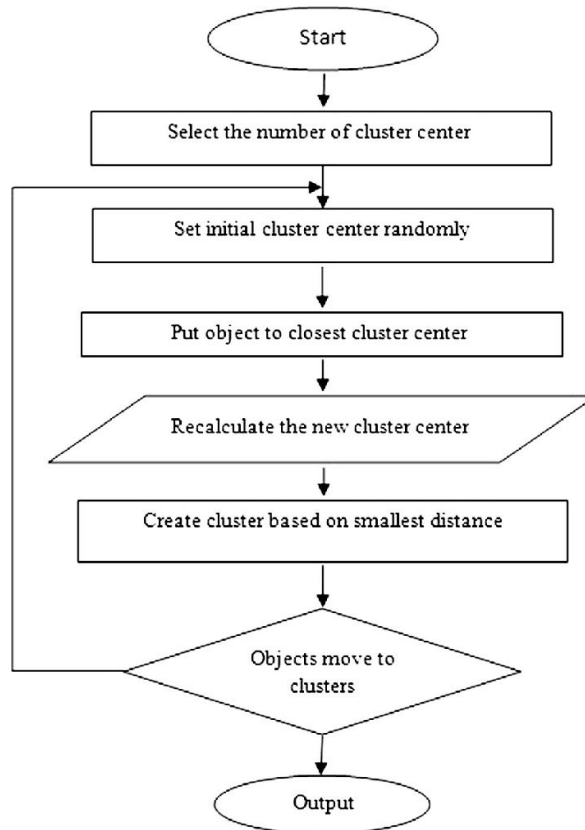 Start
Select the number of cluster center
Set initial cluster center randomly
Put object to closest cluster center
Recalculate the new cluster center
Create cluster based on smallest distance
Objects move to
clusters
Output